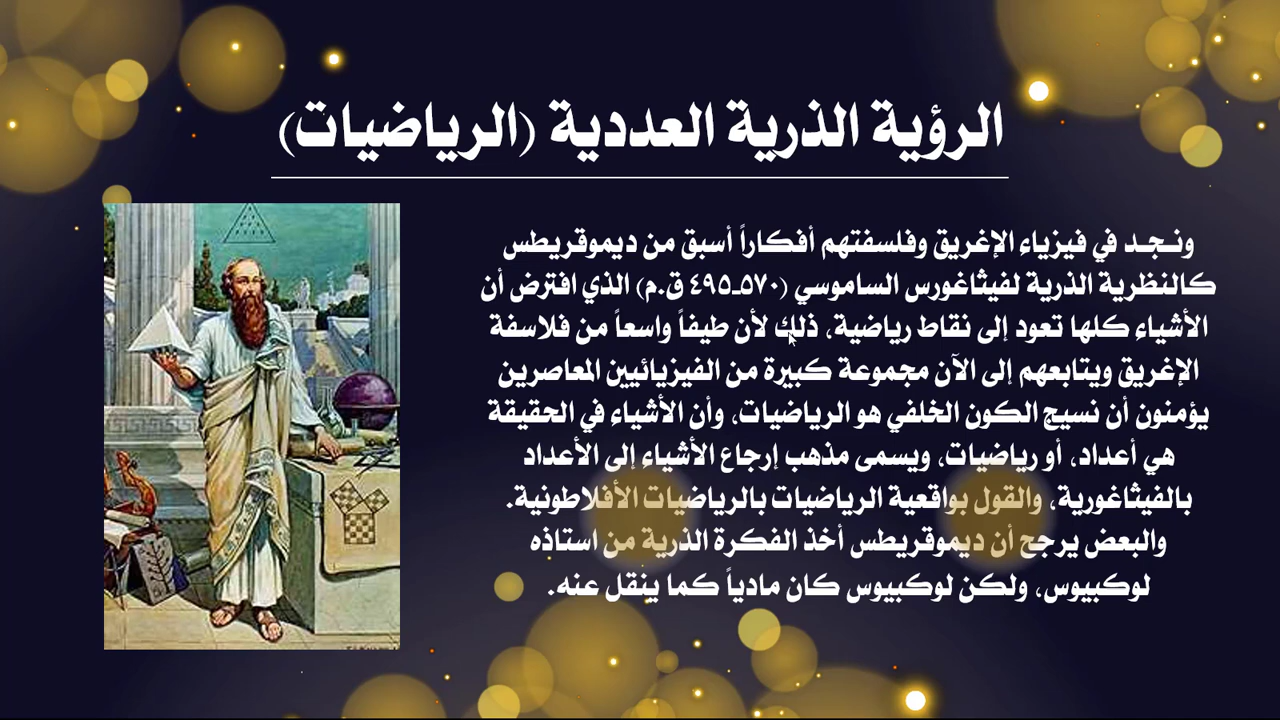 الرؤية الذرية العددية (الرياضيات)
ونجد في فيزياء الإغريق وفلسفتهم أفكاراً أسبق من ديموقريطس
كالنظرية الذرية لفيثاغورس الساموسي (٥٧٠ـ٤٩٥ ق.م) الذي افترض أن
الأشياء كلها تعود إلى نقاط رياضية، ذلك لأن طيفاً واسعاً من فلاسفة
الإغريق ويتابعهم إلى الآن مجموعة كبيرة من الفيزيائيين المعاصرين
يؤمنون أن نسيج الكون الخلفي هو الرياضيات، وأن الأشياء في الحقيقة
هي أعداد، أو رياضيات، ويسمى مذهب إرجاع الأشياء إلى الأعداد
بالفيثاغورية، والقول بواقعية الرياضيات بالرياضيات الأفلاطونية.
والبعض يرجح أن ديموقريطس أخذ الفكرة الذرية من استاذه
لوكبيوس، ولكن لوكبيوس كان مادياً كما ينقل عنه.